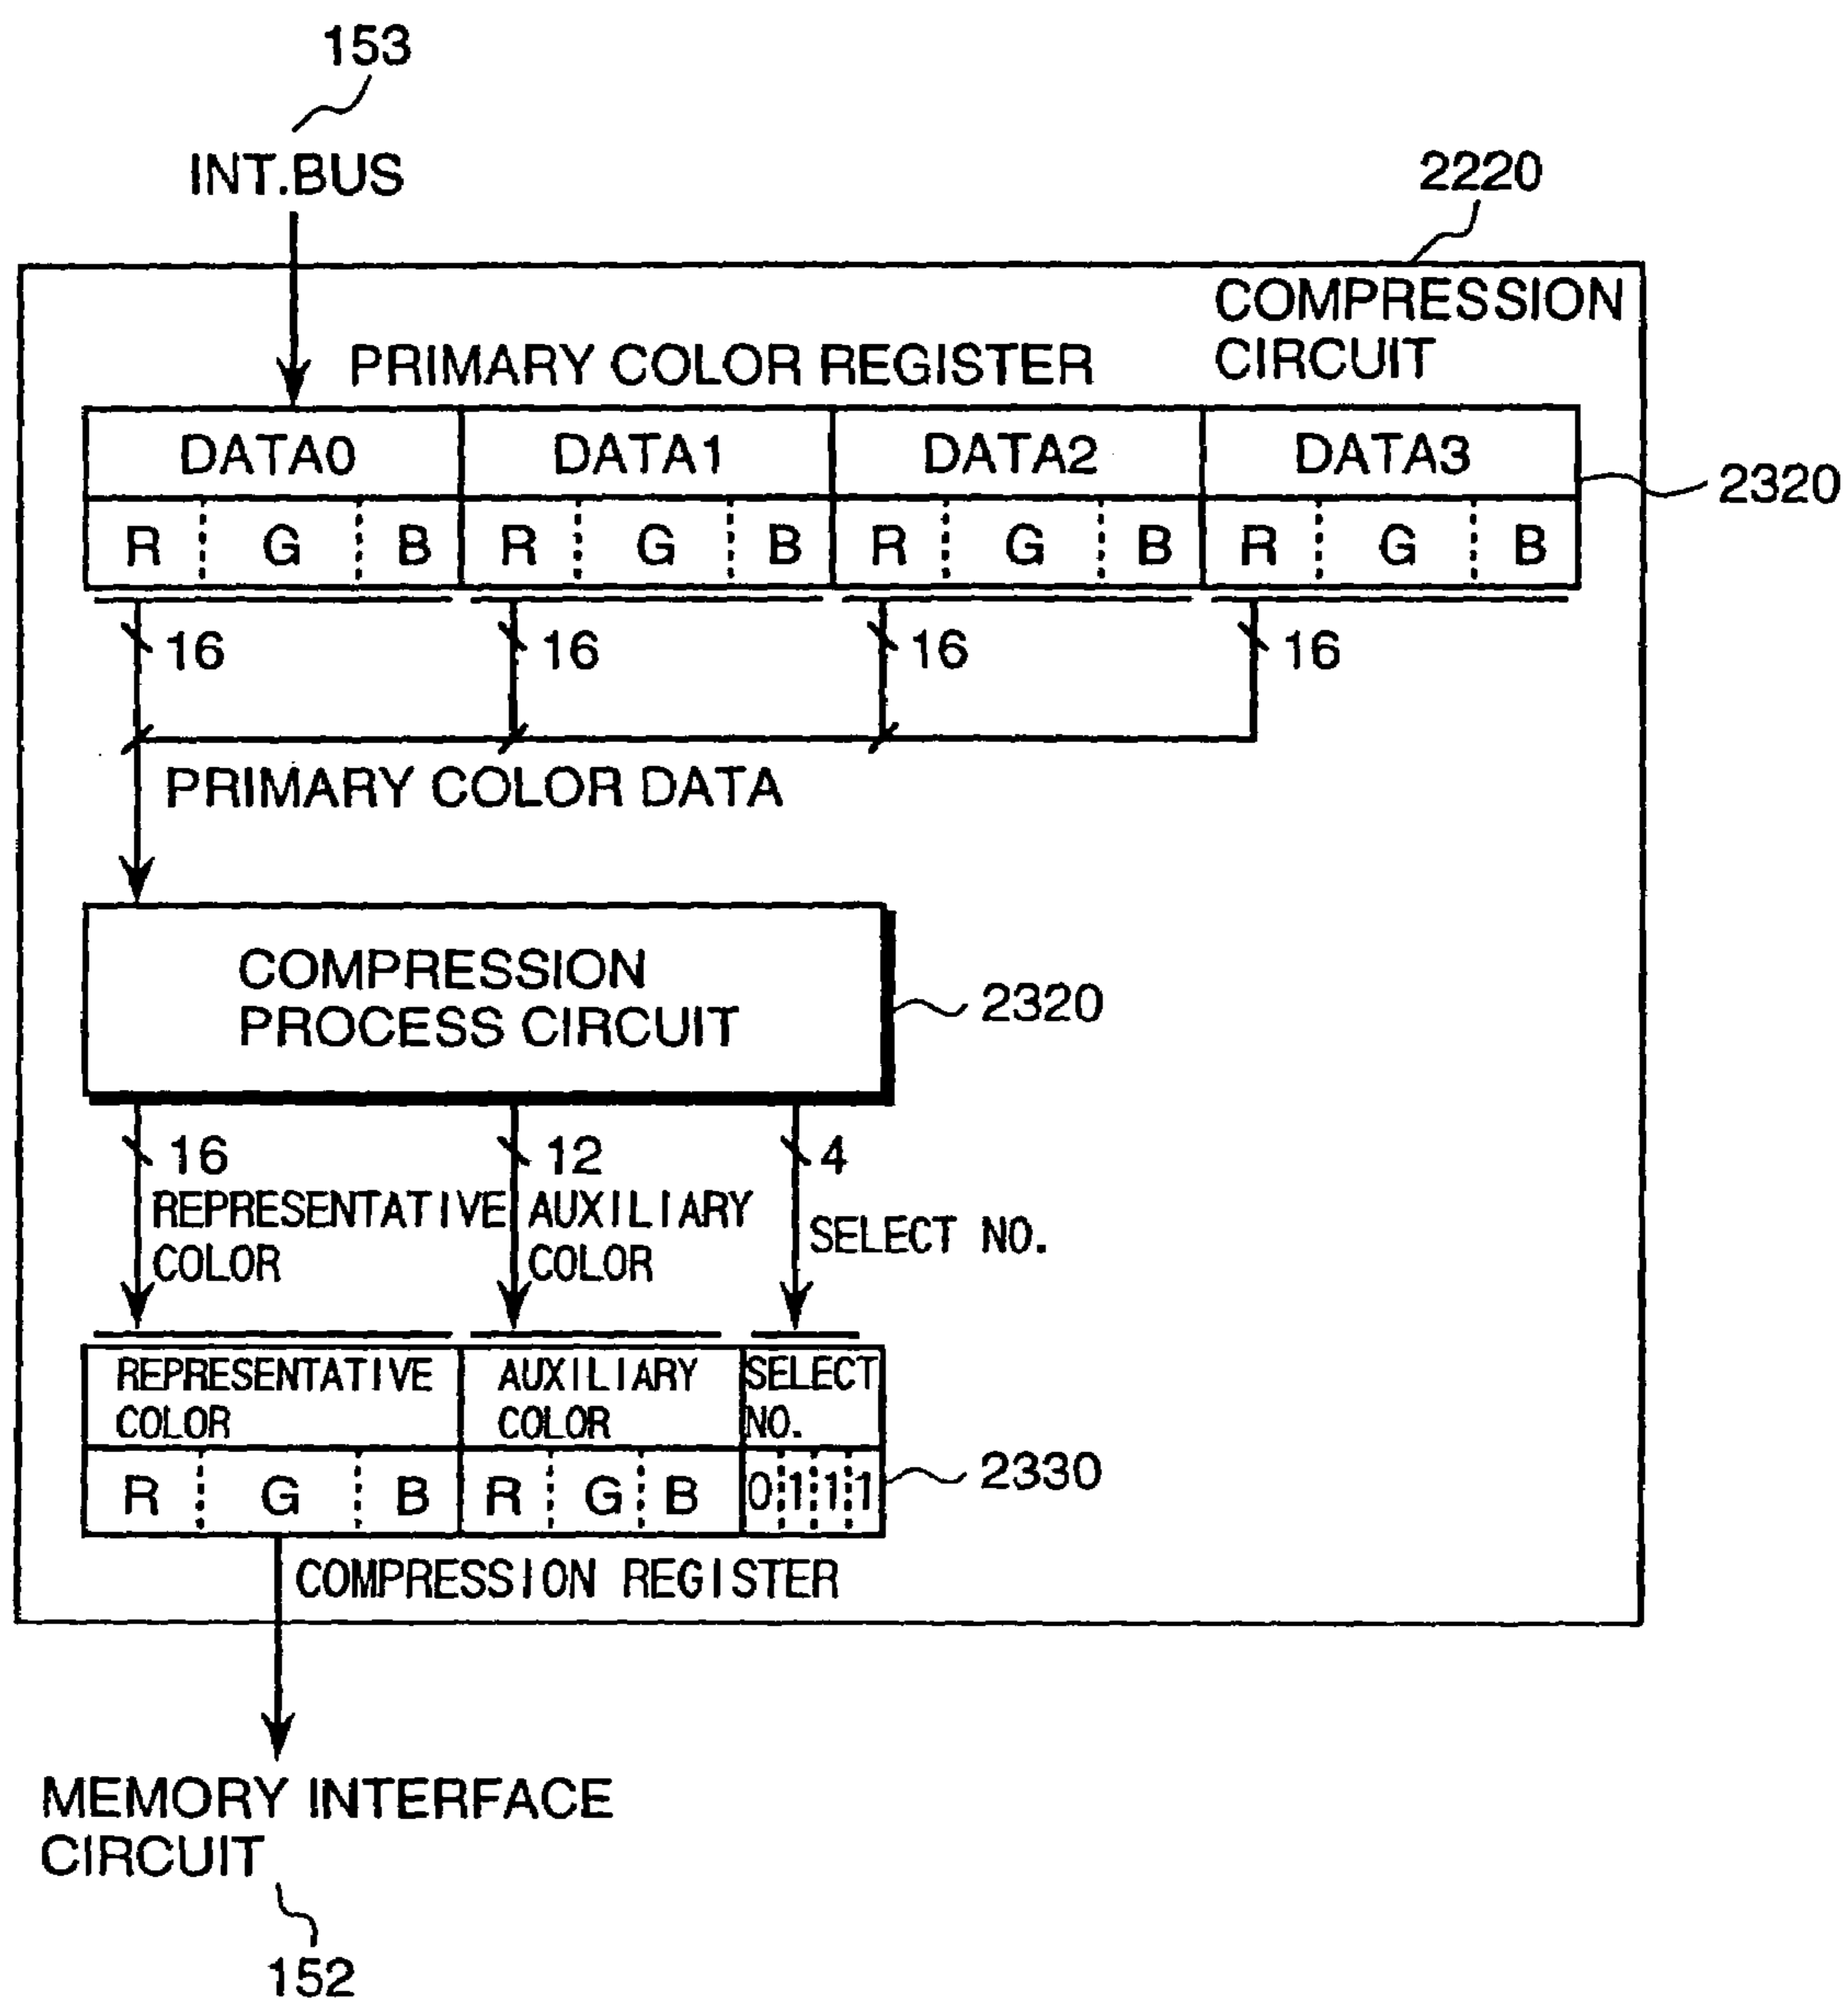 153
INT.BUS
2220
COMPRESSION
CIRCUIT
PRIMARY COLOR REGISTER
DATA0 DATA1 DATA2 DATA3
2320
R G B R G B R G B R G B
16 16 16 16
PRIMARY COLOR DATA
COMPRESSION
PROCESS CIRCUIT
2320
16 12 4
REPRESENTATIVE
COLOR
AUXILIARY
COLOR
SELECT NO.
REPRESENTATIVE
COLOR
AUXILIARY
COLOR
SELECT
NO.
R G B R G B 0 1 1 1
2330
COMPRESSION REGISTER
MEMORY INTERFACE
CIRCUIT
152